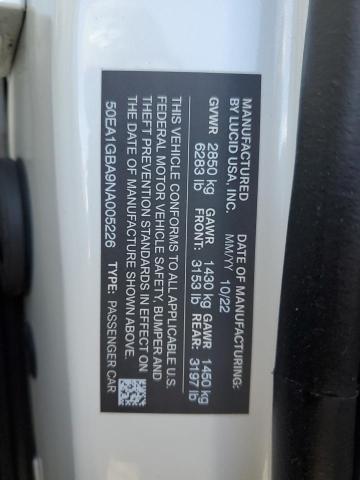 MANUFACTURED
BY LUCID USA, INC.
DATE OF MANUFACTURING:
MM/YY 10/22
GVWR 2850 kg GAWR 1430 kg GAWR 1450 kg
6283 lb FRONT: 3153 lb REAR: 3197 lb
THIS VEHICLE CONFORMS TO ALL APPLICABLE U.S.
FEDERAL MOTOR VEHICLE SAFETY, BUMPER AND
THEFT PREVENTION STANDARDS IN EFFECT ON
THE DATE OF MANUFACTURE SHOWN ABOVE.
50EA1GBA9NA005226 TYPE: PASSENGER CAR